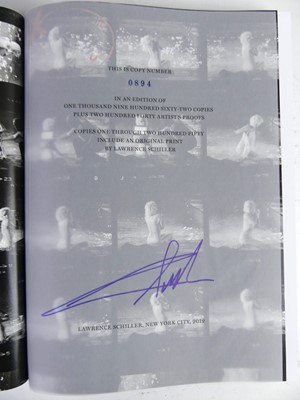 THIS IS COPY NUMBER
0894
IN AN EDITION OF
ONE THOUSAND NINE HUNDRED SIXTY-TWO COPIES
PLUS TWO HUNDRED FORTY ARTIST'S PROOFS
COPIES ONE THROUGH TWO HUNDRED FIFTY
INCLUDE AN ORIGINAL PRINT
BY LAWRENCE SCHILLER
LAWRENCE SCHILLER, NEW YORK CITY, 2012